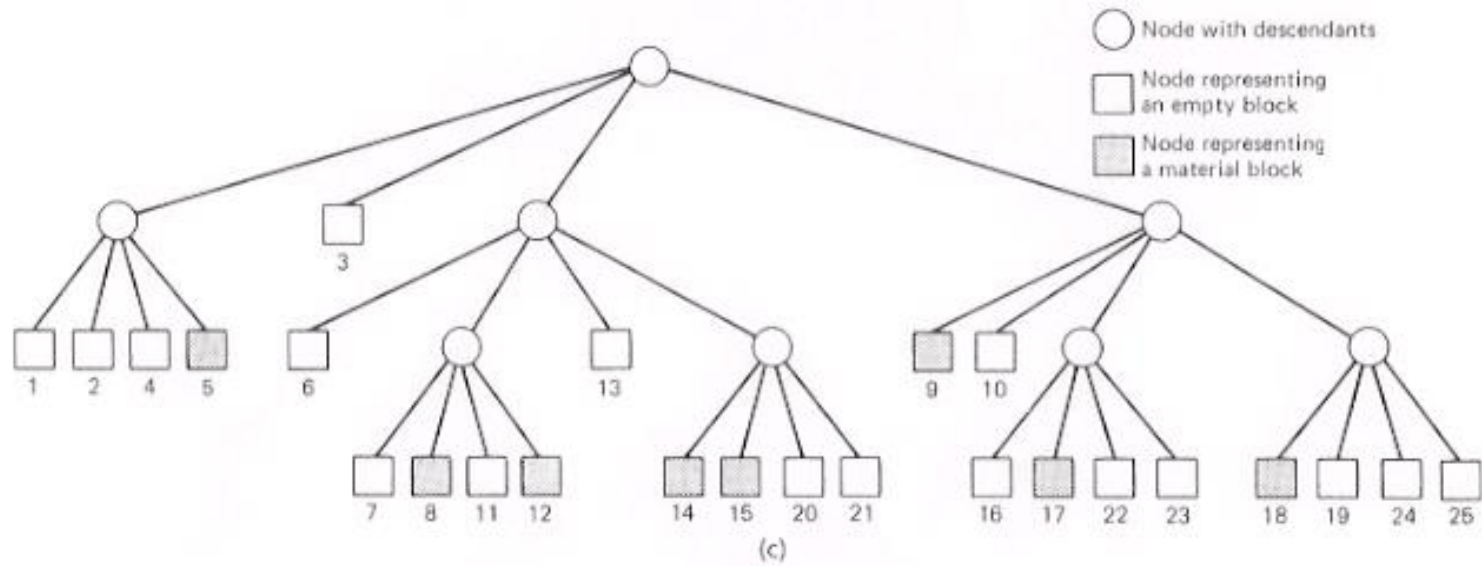 Node with descendants
Node representing
an empty block
Node representing
a material block
3
1 2 4 5 6 13 9 10
7 8 11 12 14 15 20 21 16 17 22 23 18 19 24 25
(c)